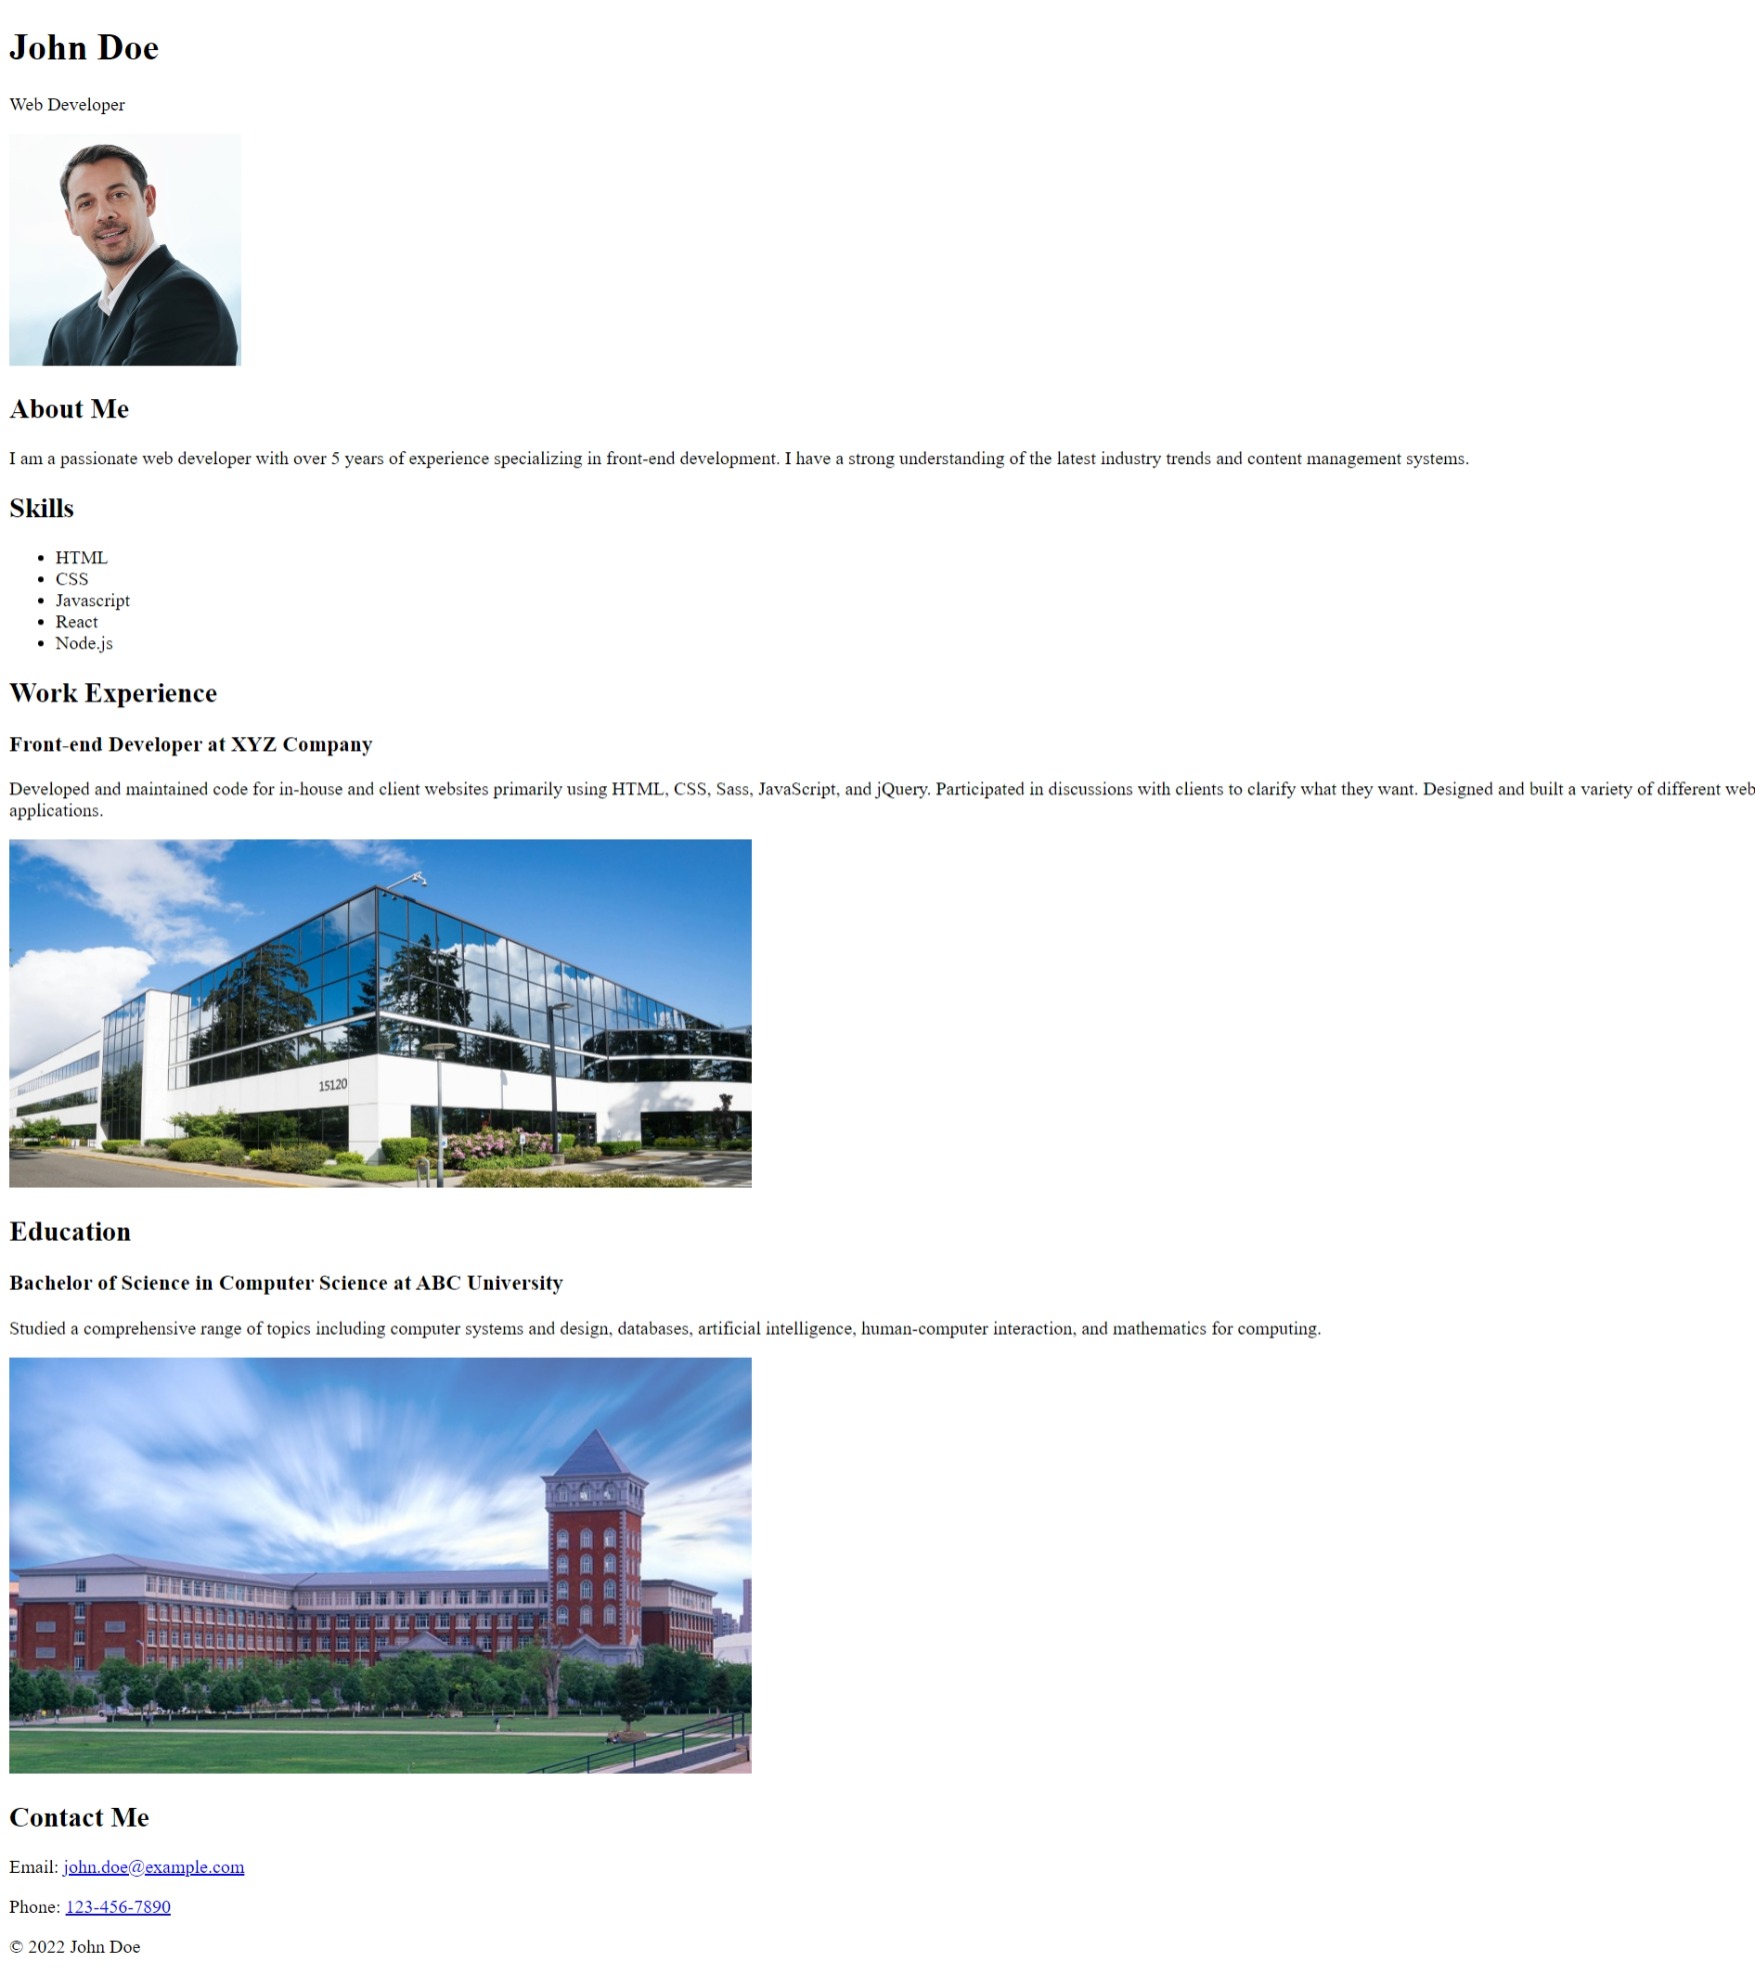 John Doe
Web Developer
About Me
I am a passionate web developer with over 5 years of experience specializing in front-end development. I have a strong understanding of the latest industry trends and content management systems.
Skills
HTML
CSS
Javascript
React
Node.js
Work Experience
Front-end Developer at XYZ Company
Developed and maintained code for in-house and client websites primarily using HTML, CSS, Sass, JavaScript, and jQuery. Participated in discussions with clients to clarify what they want. Designed and built a variety of different web
applications.
15120
Education
Bachelor of Science in Computer Science at ABC University
Studied a comprehensive range of topics including computer systems and design, databases, artificial intelligence, human-computer interaction, and mathematics for computing.
Contact Me
Email: john.doe@example.com
Phone: 123-456-7890
© 2022 John Doe